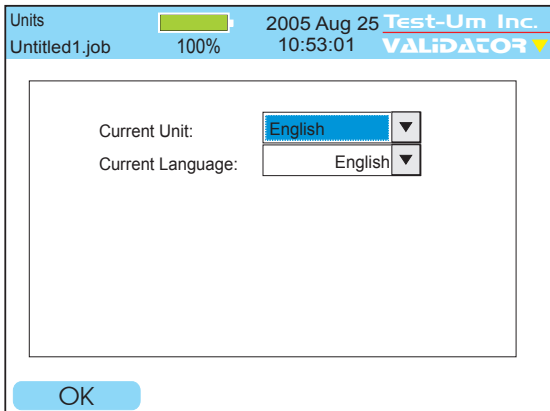 Units
Untitled1.job
100%
2005 Aug 25
10:53:01
Test-Um Inc.
VALiDATOR
Current Unit: English
Current Language: English
OK